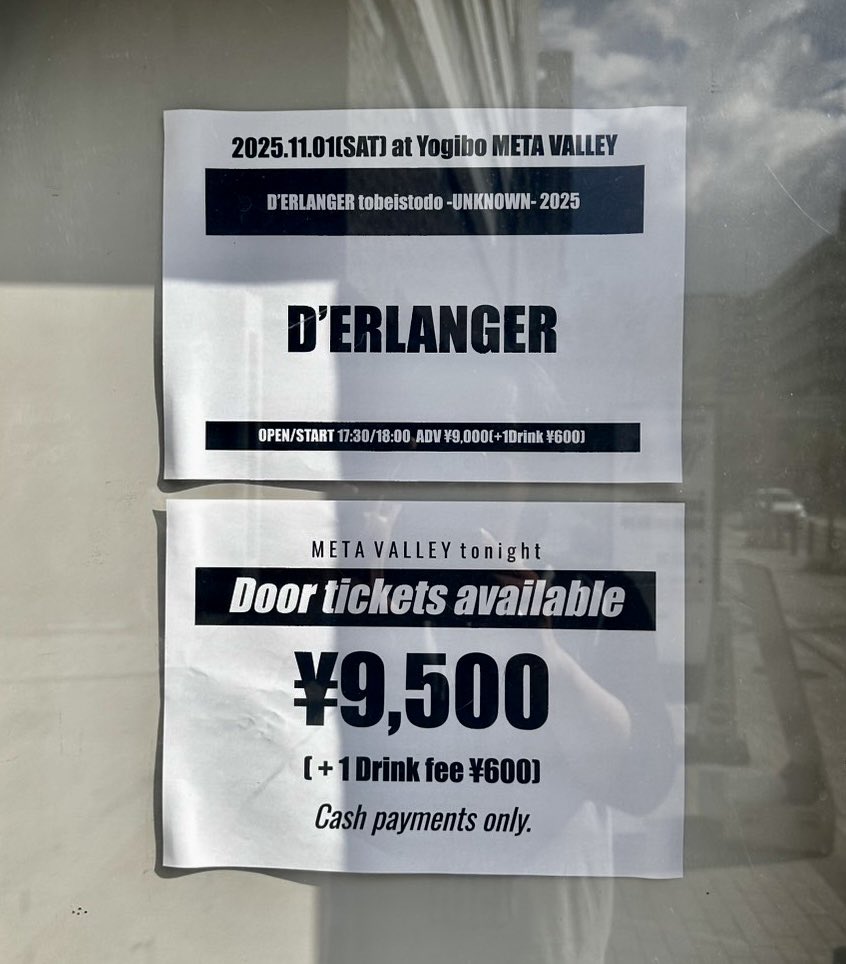 2025.11.01(SAT) at Yogibo META VALLEY
D'ERLANGER tobeistodo -UNKNOWN- 2025
D'ERLANGER
OPEN/START 17:30/18:00 ADV ¥9,000(+1Drink ¥600)
META VALLEY tonight
Door tickets available
¥9,500
( + 1 Drink fee ¥600)
Cash payments only.